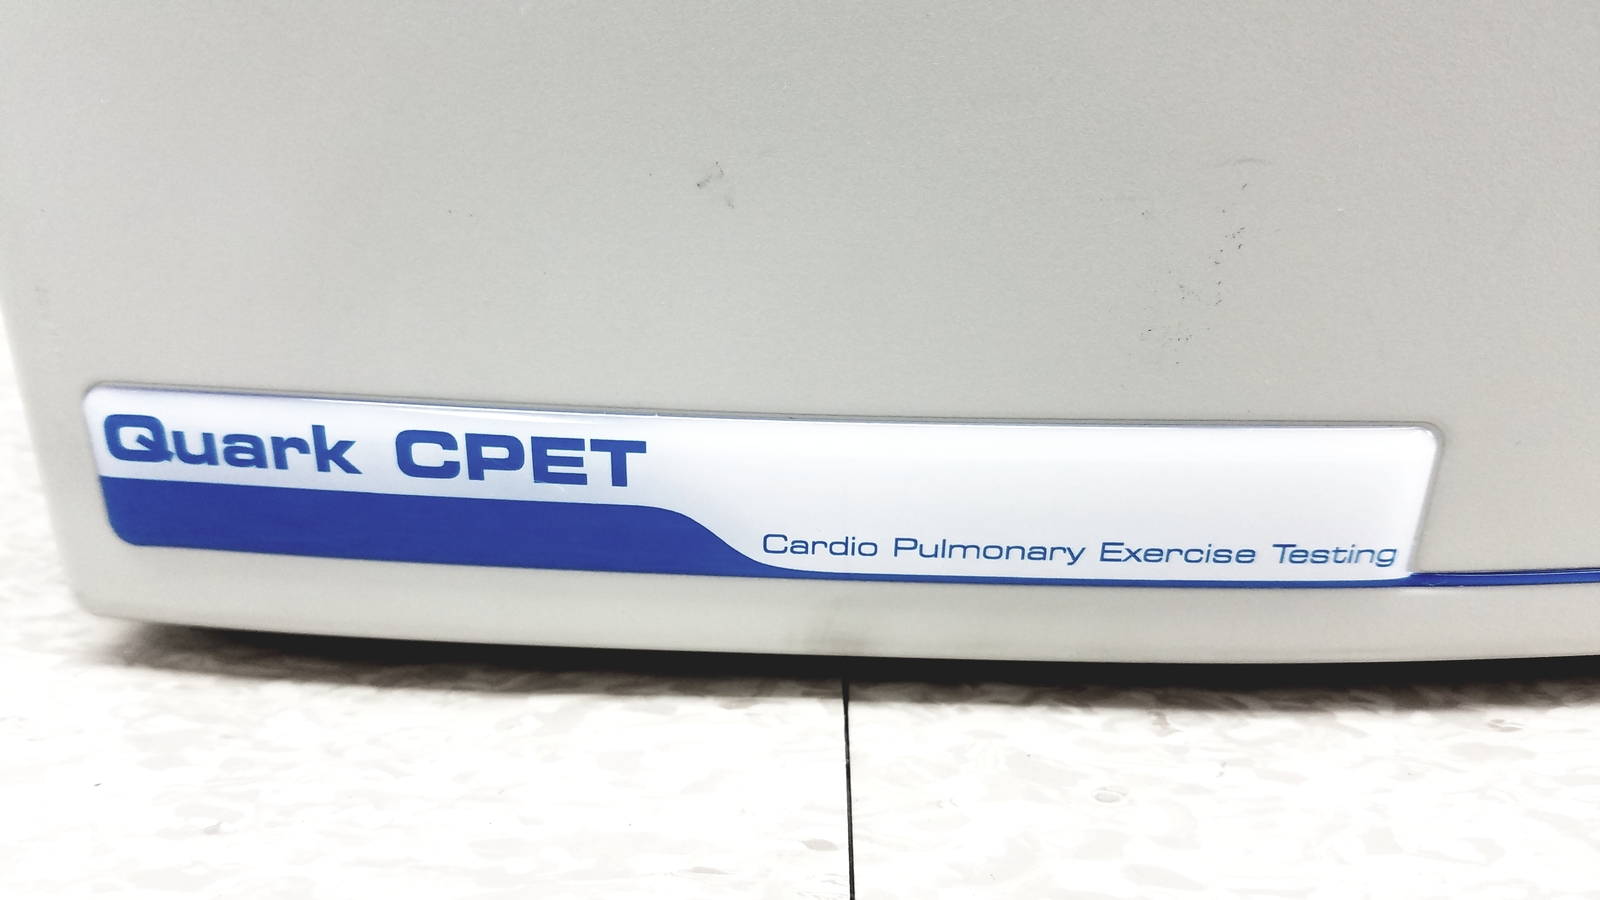 Quark CPET
Cardio Pulmonary Exercise Testing